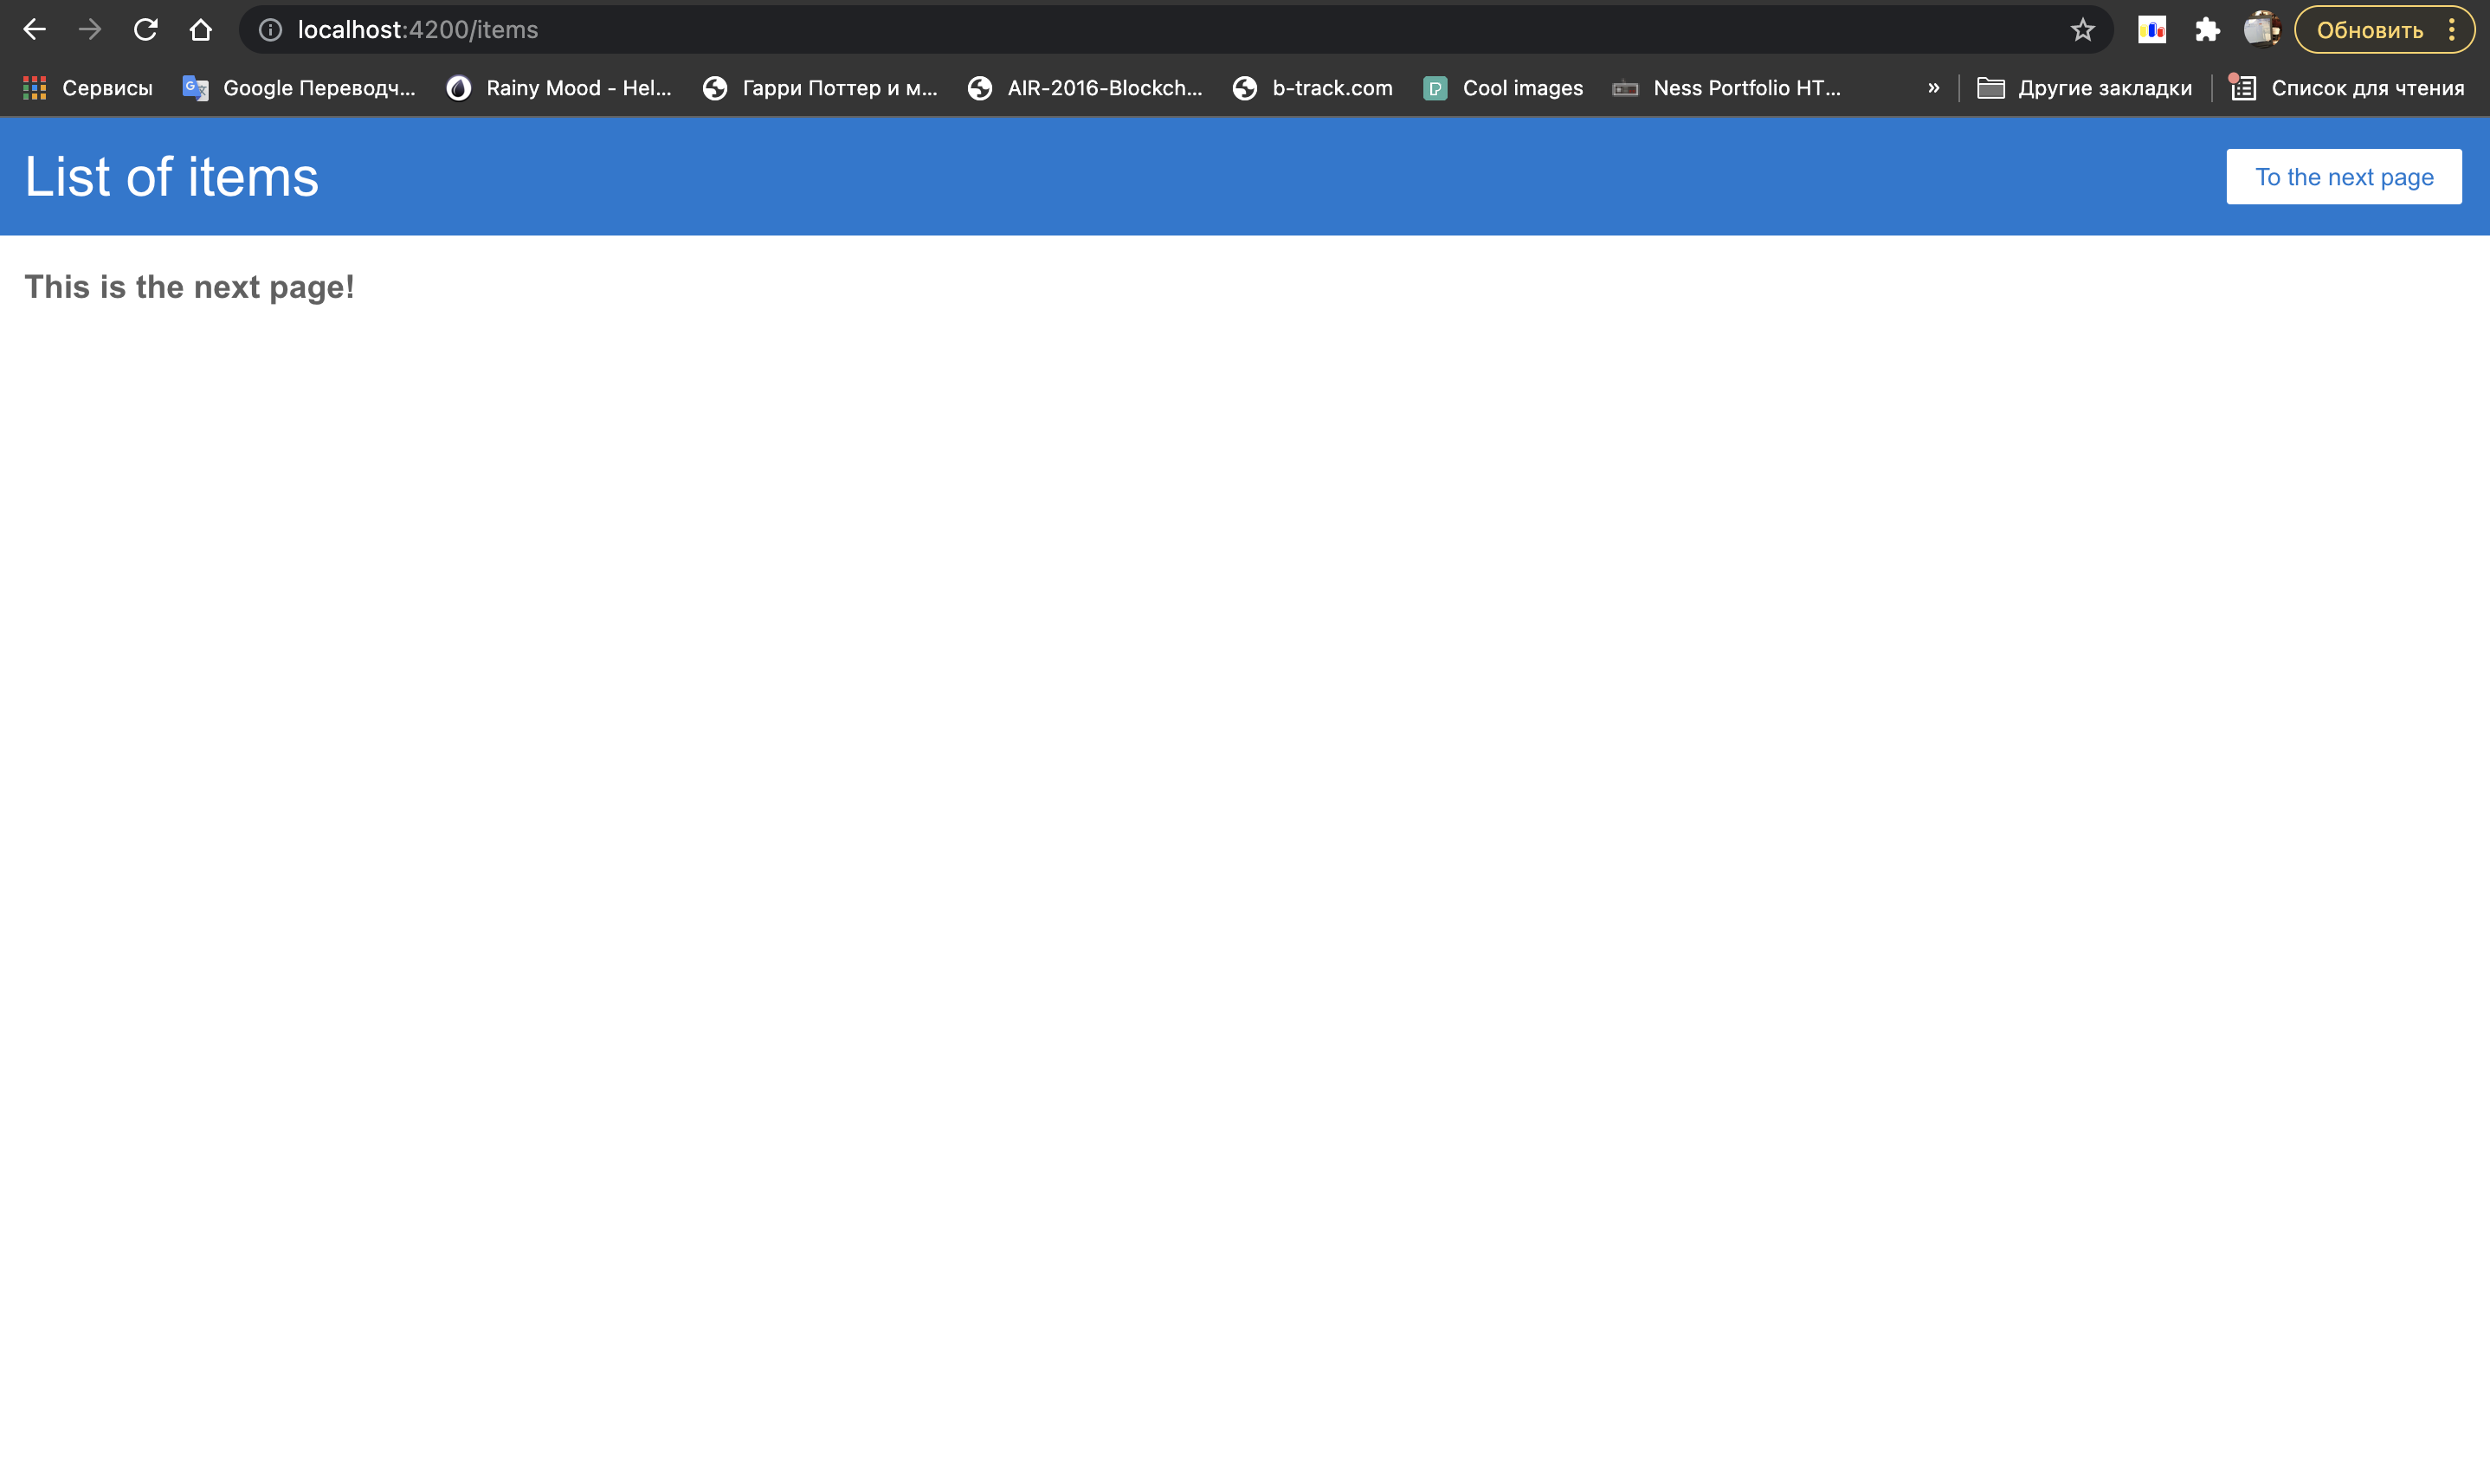 localhost:4200/items
Обновить
Сервисы
Google Переводч...
Rainy Mood - Hel...
Гарри Поттер и м...
AIR-2016-Blockch...
b-track.com
Cool images
Ness Portfolio HT...
»
Другие закладки
Список для чтения
List of items
To the next page
This is the next page!